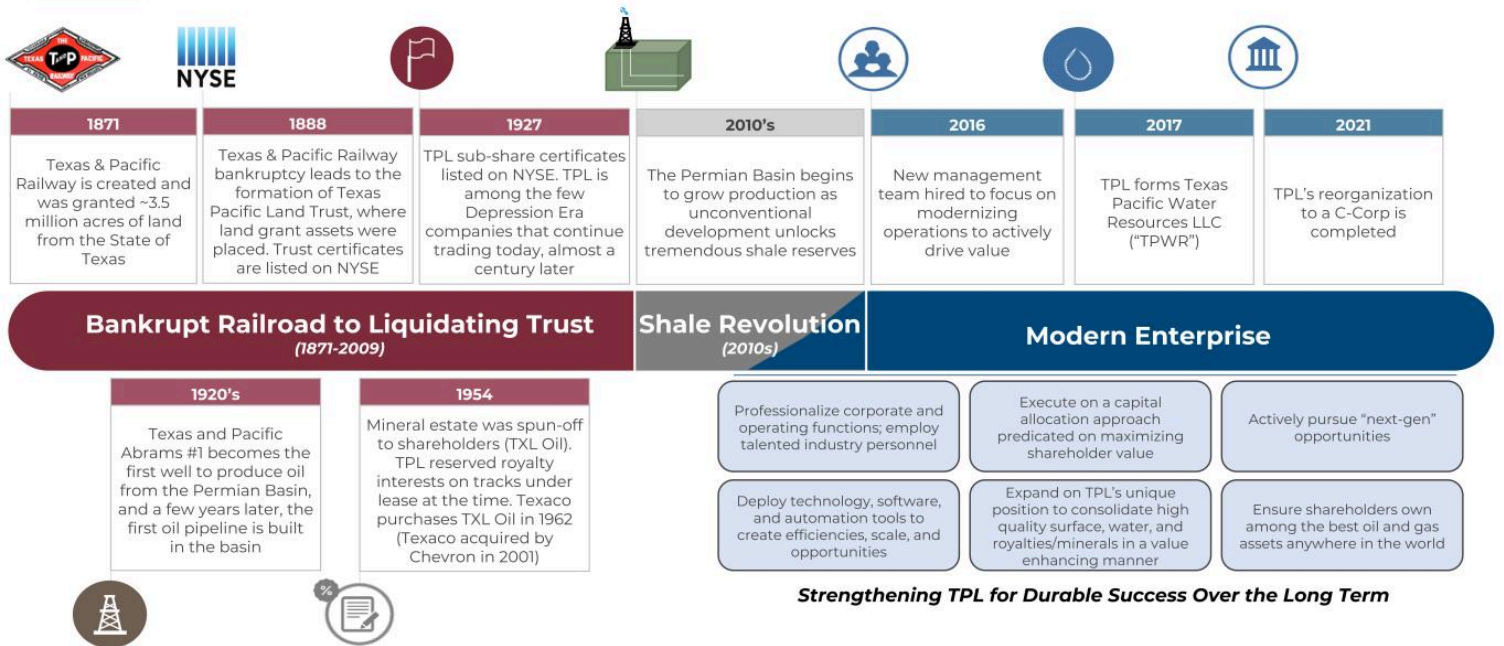 THE
TEXAS T AND P PACIFIC
RAILWAY
NYSE
1871
Texas & Pacific
Railway is created and
was granted ~3.5
million acres of land
from the State of
Texas
1888
Texas & Pacific Railway
bankruptcy leads to the
formation of Texas
Pacific Land Trust, where
land grant assets were
placed. Trust certificates
are listed on NYSE
1927
TPL sub-share certificates
listed on NYSE. TPL is
among the few
Depression Era
companies that continue
trading today, almost a
century later
2010's
The Permian Basin begins
to grow production as
unconventional
development unlocks
tremendous shale reserves
2016
New management
team hired to focus on
modernizing
operations to actively
drive value
2017
TPL forms Texas
Pacific Water
Resources LLC
("TPWR")
2021
TPL's reorganization
to a C-Corp is
completed
Bankrupt Railroad to Liquidating Trust
(1871-2009)
Shale Revolution
(2010s)
Modern Enterprise
1920's
Texas and Pacific
Abrams #1 becomes the
first well to produce oil
from the Permian Basin,
and a few years later, the
first oil pipeline is built
in the basin
1954
Mineral estate was spun-off
to shareholders (TXL Oil).
TPL reserved royalty
interests on tracks under
lease at the time. Texaco
purchases TXL Oil in 1962
(Texaco acquired by
Chevron in 2001)
%
Professionalize corporate and
operating functions; employ
talented industry personnel
Execute on a capital
allocation approach
predicated on maximizing
shareholder value
Actively pursue "next-gen"
opportunities
Deploy technology, software,
and automation tools to
create efficiencies, scale, and
opportunities
Expand on TPL's unique
position to consolidate high
quality surface, water, and
royalties/minerals in a value
enhancing manner
Ensure shareholders own
among the best oil and gas
assets anywhere in the world
Strengthening TPL for Durable Success Over the Long Term